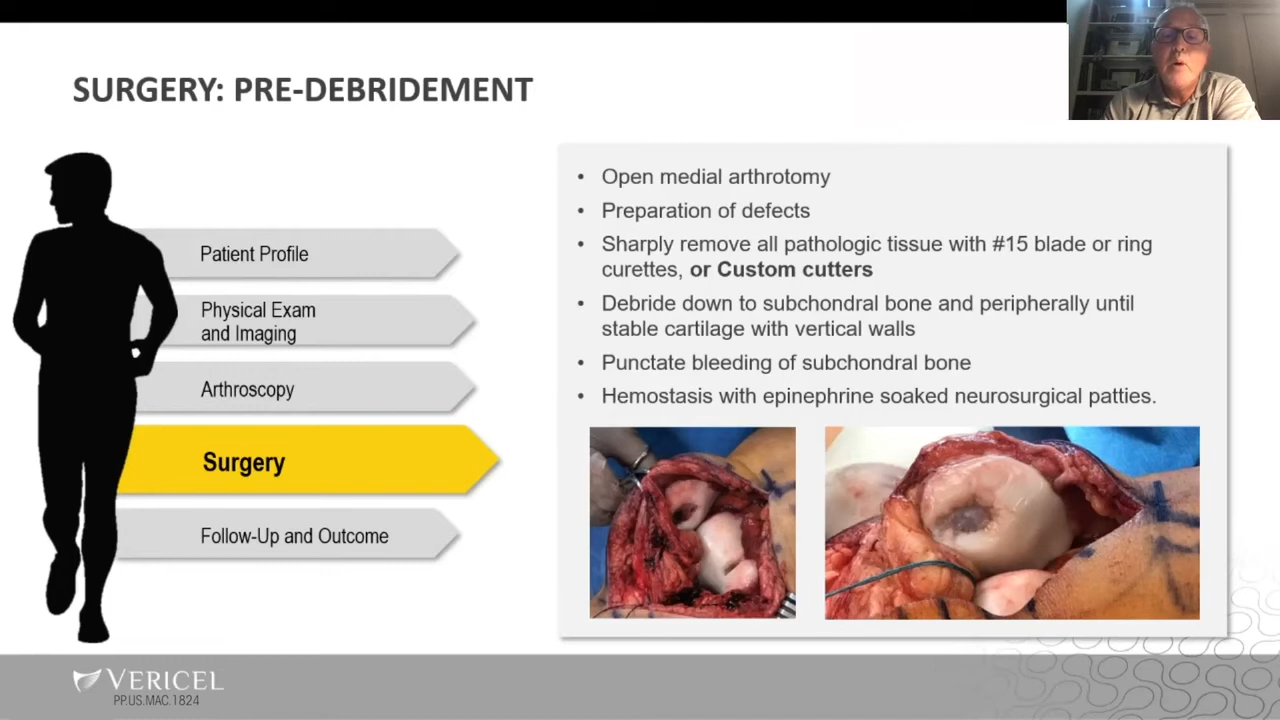 SURGERY: PRE-DEBRIDEMENT
Patient Profile
Physical Exam
and Imaging
Arthroscopy
Surgery
Follow-Up and Outcome
• Open medial arthrotomy
• Preparation of defects
• Sharply remove all pathologic tissue with #15 blade or ring
curettes, or Custom cutters
• Debride down to subchondral bone and peripherally until
stable cartilage with vertical walls
• Punctate bleeding of subchondral bone
• Hemostasis with epinephrine soaked neurosurgical patties.
VERICEL
PP.US.MAC.1824